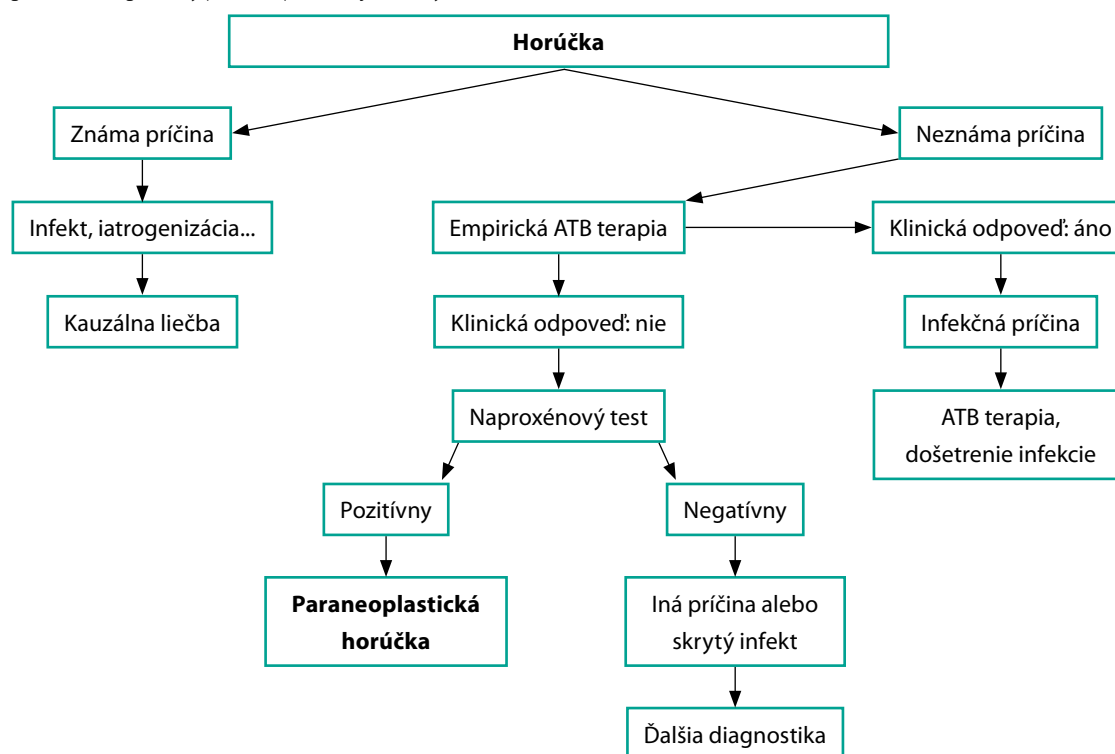 Horúčka
Známa príčina
Neznáma príčina
Infekt, iatrogenizácia...
Empirická ATB terapia
Klinická odpoveď: áno
Kauzálna liečba
Klinická odpoveď: nie
Infekčná príčina
Naproxénový test
ATB terapia,
došetrenie infekcie
Pozitívny
Negatívny
Paraneoplastická
horúčka
Iná príčina alebo
skrytý infekt
Ďalšia diagnostika